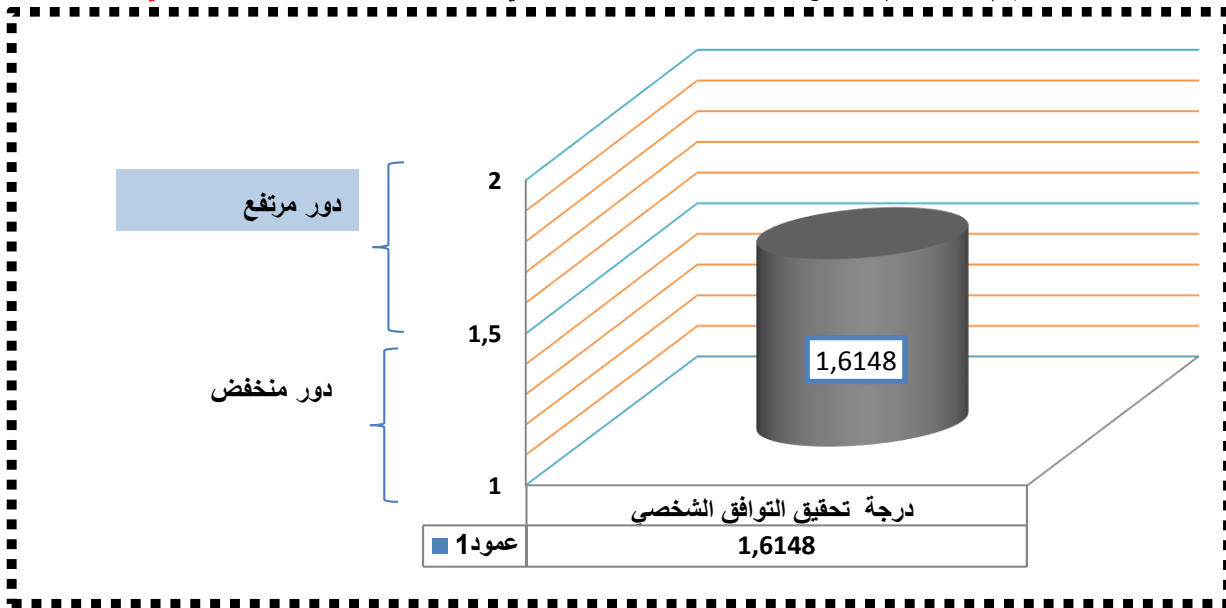 2
دور مرتفع
1,5
1,6148
دور منخفض
1
درجة تحقيق التوافق الشخصي
عمود1
1,6148